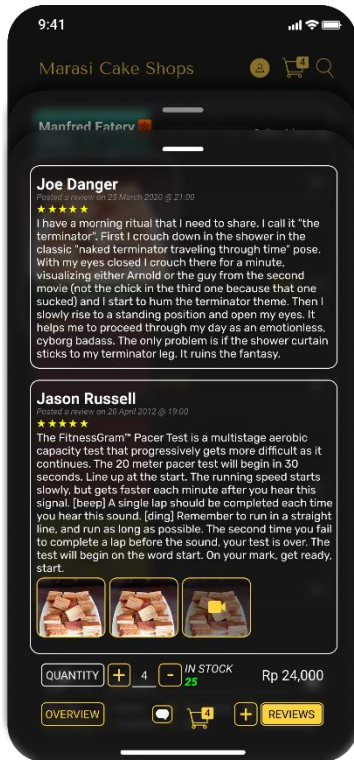 9:41
Marasi Cake Shops
4
Manfred Eatery
Joe Danger
Posted a review on 25 March 2020 @ 21:00
I have a morning ritual that I need to share. I call it "the
terminator". First I crouch down in the shower in the
classic "naked terminator traveling through time" pose.
With my eyes closed I crouch there for a minute,
visualizing either Arnold or the guy from the second
movie (not the chick in the third one because that one
sucked) and I start to hum the terminator theme. Then I
slowly rise to a standing position and open my eyes. It
helps me to proceed through my day as an emotionless,
cyborg badass. The only problem is if the shower curtain
sticks to my terminator leg. It ruins the fantasy.
Jason Russell
Posted a review on 20 April 2012 @ 19:00
The FitnessGram™ Pacer Test is a multistage aerobic
capacity test that progressively gets more difficult as it
continues. The 20 meter pacer test will begin in 30
seconds. Line up at the start. The running speed starts
slowly, but gets faster each minute after you hear this
signal. [beep] A single lap should be completed each time
you hear this sound. [ding] Remember to run in a straight
line, and run as long as possible. The second time you fail
to complete a lap before the sound, your test is over. The
test will begin on the word start. On your mark, get ready,
start.
QUANTITY + 4 - IN STOCK Rp 24,000
25
OVERVIEW 4 + REVIEWS